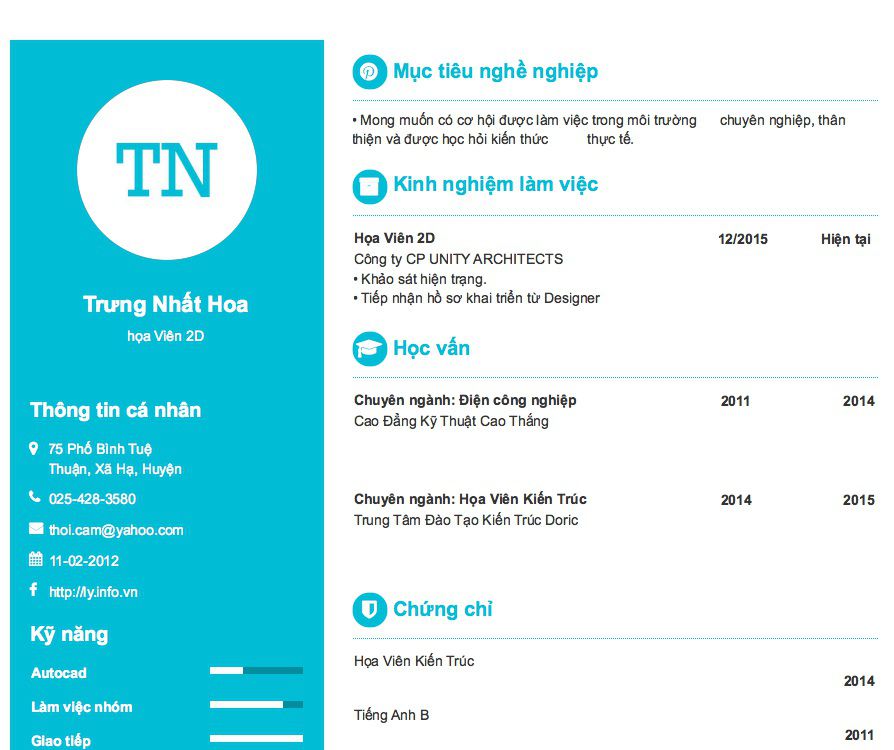 TN
Trưng Nhất Hoa
họa Viên 2D
Thông tin cá nhân
75 Phố Bình Tuệ
Thuận, Xã Hạ, Huyện
025-428-3580
thoi.cam@yahoo.com
11-02-2012
http://ly.info.vn
Kỹ năng
Autocad
Làm việc nhóm
Giao tiếp
Mục tiêu nghề nghiệp
• Mong muốn có cơ hội được làm việc trong môi trường chuyên nghiệp, thân
thiện và được học hỏi kiến thức thực tế.
Kinh nghiệm làm việc
Họa Viên 2D 12/2015 Hiện tại
Công ty CP UNITY ARCHITECTS
• Khảo sát hiện trạng.
• Tiếp nhận hồ sơ khai triển từ Designer
Học vấn
Chuyên ngành: Điện công nghiệp 2011 2014
Cao Đẳng Kỹ Thuật Cao Thắng
Chuyên ngành: Họa Viên Kiến Trúc 2014 2015
Trung Tâm Đào Tạo Kiến Trúc Doric
Chứng chỉ
Họa Viên Kiến Trúc
2014
Tiếng Anh B
2011